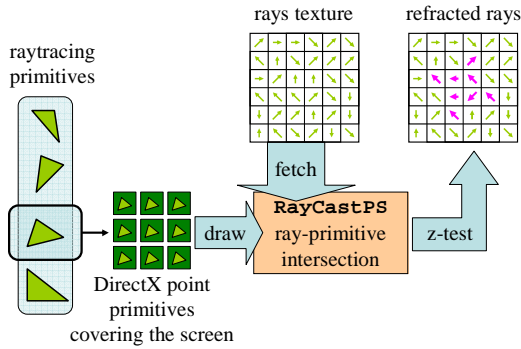 rays texture
refracted rays
raytracing
primitives
fetch
RayCastPS
ray-primitive
intersection
draw
z-test
DirectX point
primitives
covering the screen